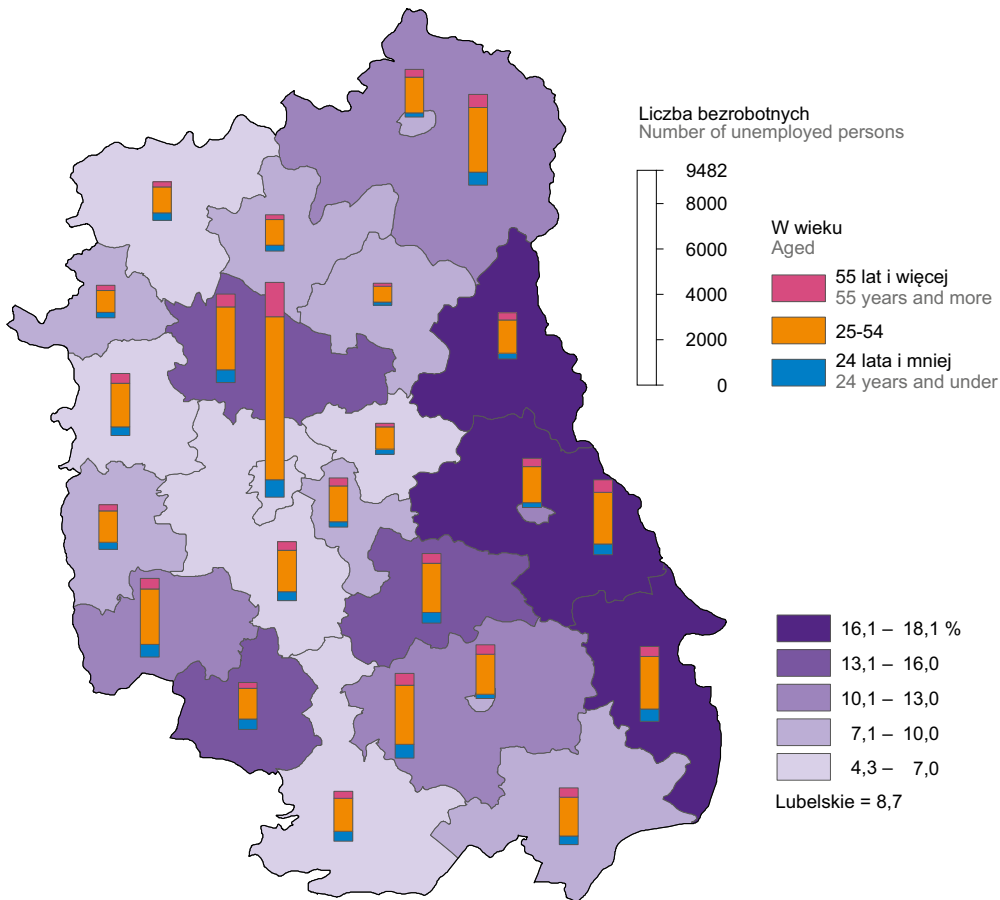 Liczba bezrobotnych
Number of unemployed persons
9482
8000
6000
4000
2000
0
W wieku
Aged
55 lat i więcej
55 years and more
25-54
24 lata i mniej
24 years and under
16,1 – 18,1 %
13,1 – 16,0
10,1 – 13,0
7,1 – 10,0
4,3 – 7,0
Lubelskie = 8,7